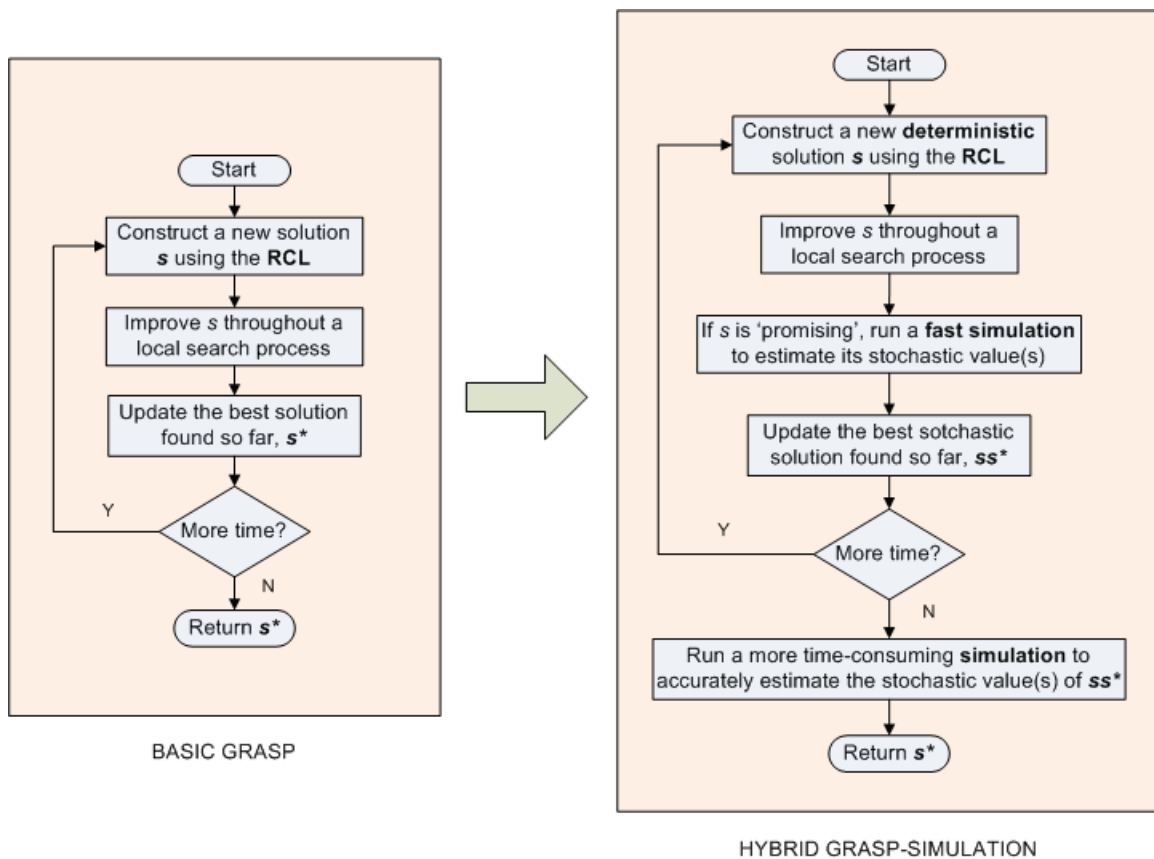 Start
Construct a new solution
s using the RCL
Improve s throughout a
local search process
Update the best solution
found so far, s*
More time?
Y
N
Return s*
BASIC GRASP
Start
Construct a new deterministic
solution s using the RCL
Improve s throughout a
local search process
If s is ‘promising’, run a fast simulation
to estimate its stochastic value(s)
Update the best sotchastic
solution found so far, ss*
More time?
Y
N
Run a more time-consuming simulation to
accurately estimate the stochastic value(s) of ss*
Return s*
HYBRID GRASP-SIMULATION